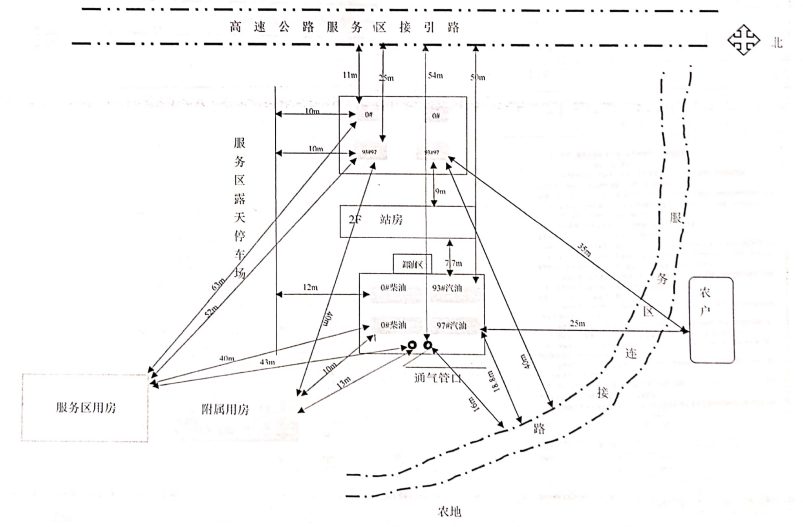 高速公路服务区接引路
北
11m
25m
54m
50m
0#
0#
10m
93#97
93#97
10m
9m
服务区露天停车场
2F 站房
7.7m
卸油区
63m
52m
40m
35m
12m
0#柴油
93#汽油
0#柴油
97#汽油
25m
农户
服务区连接路
40m
43m
10m
13m
16m
18.8m
40m
通气管口
服务区用房
附属用房
农地